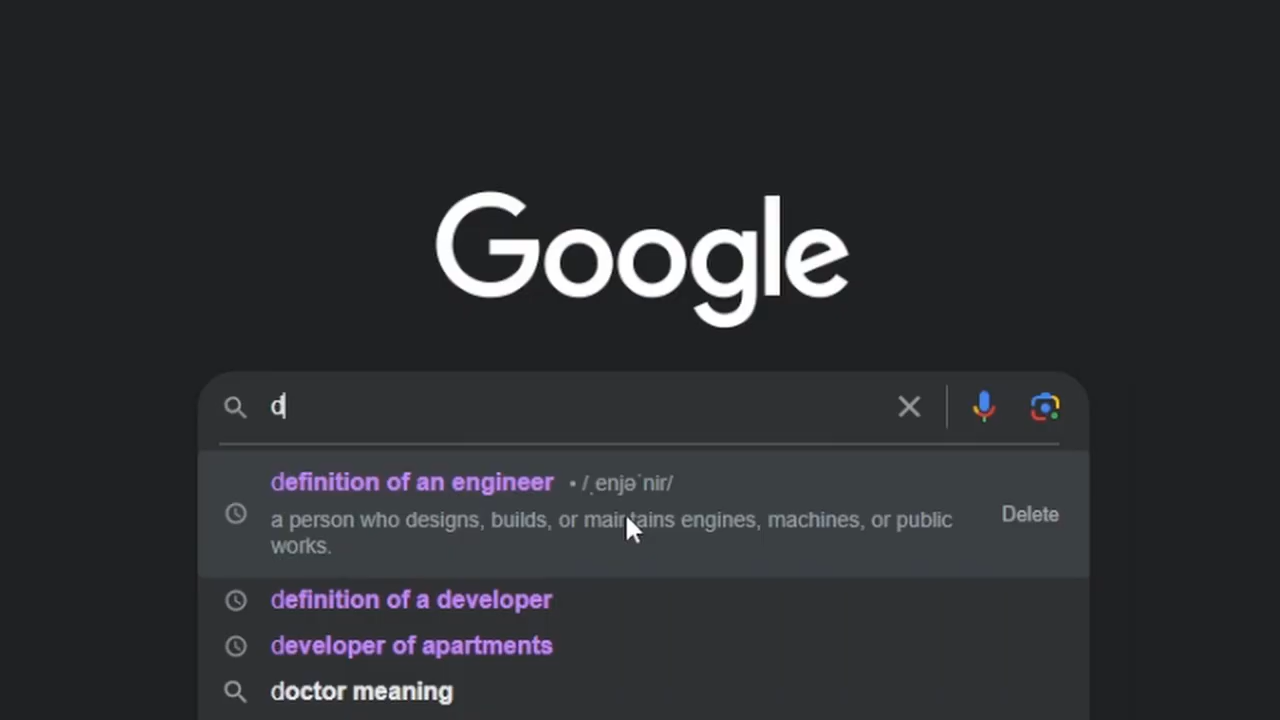 Google
d
definition of an engineer • /ˌenjəˈnir/
a person who designs, builds, or maintains engines, machines, or public
works.
Delete
definition of a developer
developer of apartments
doctor meaning